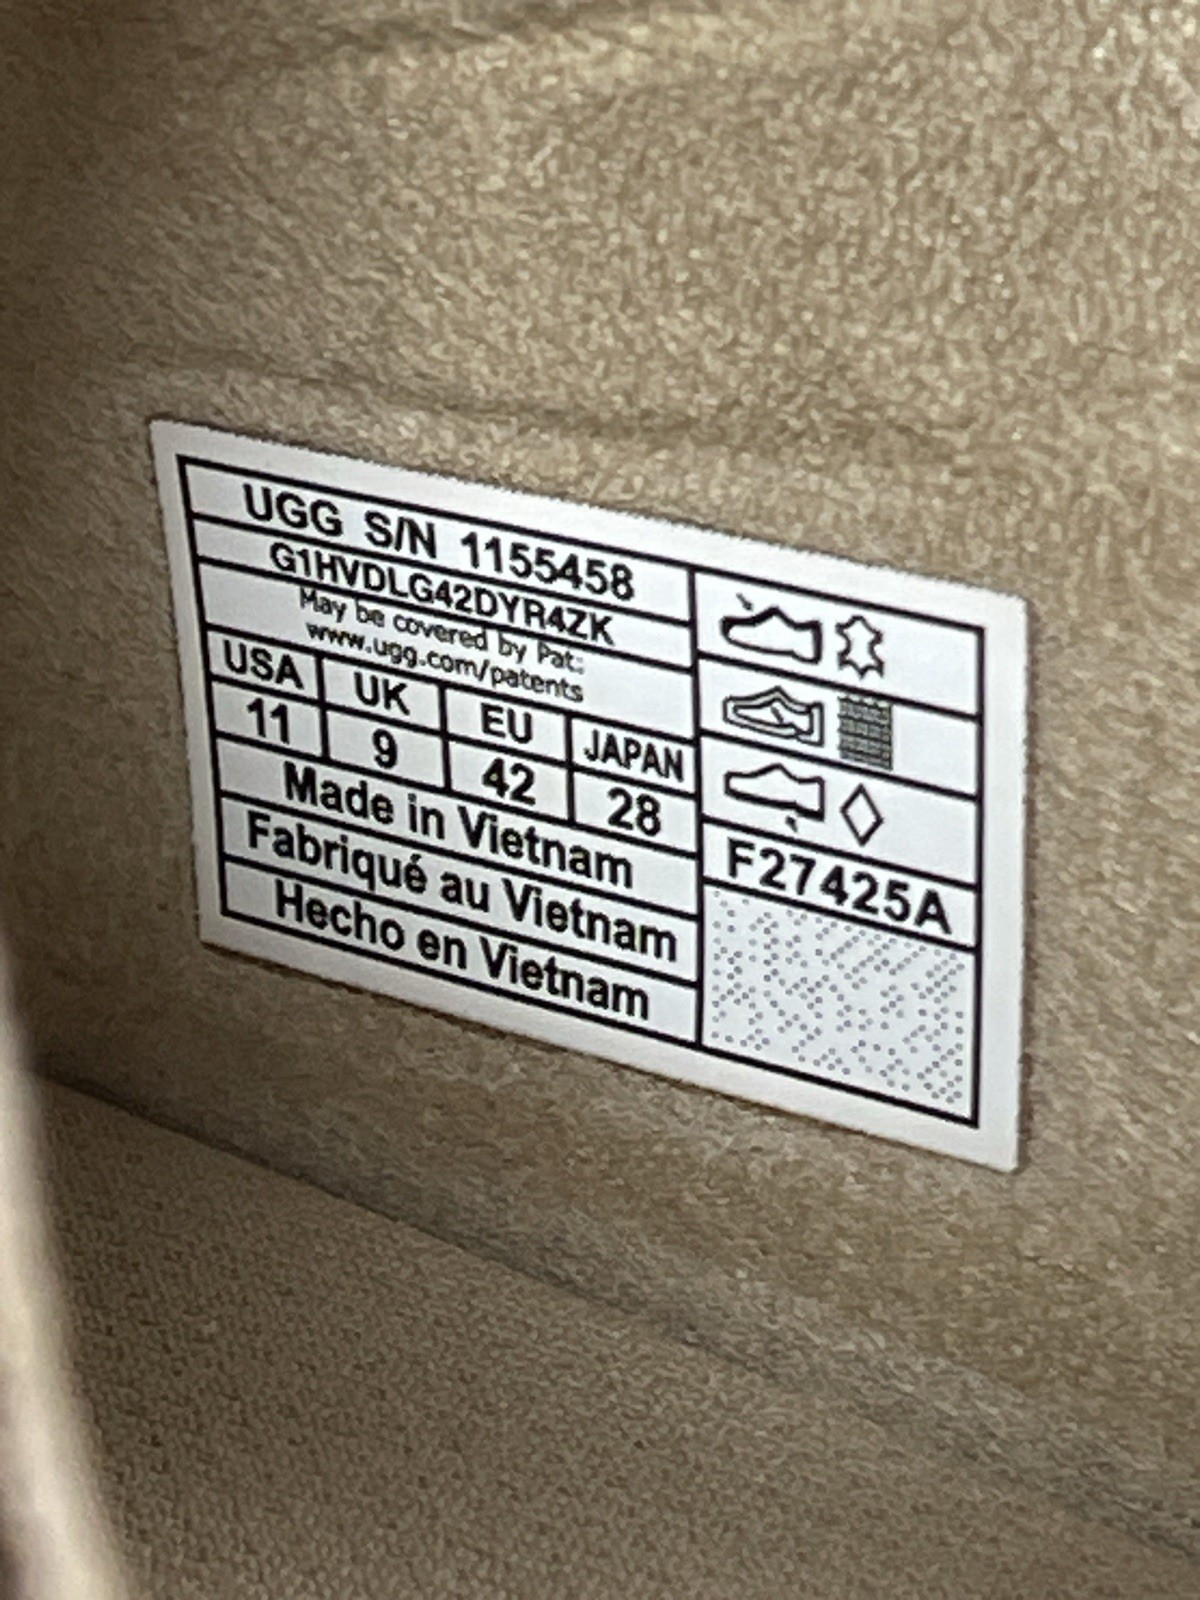 UGG S/N 1155458
G1HVDLG42DYR4ZK
May be covered by Pat:
www.ugg.com/patents
USA UK EU JAPAN
11 9 42 28
Made in Vietnam
Fabriqué au Vietnam
Hecho en Vietnam
F27425A